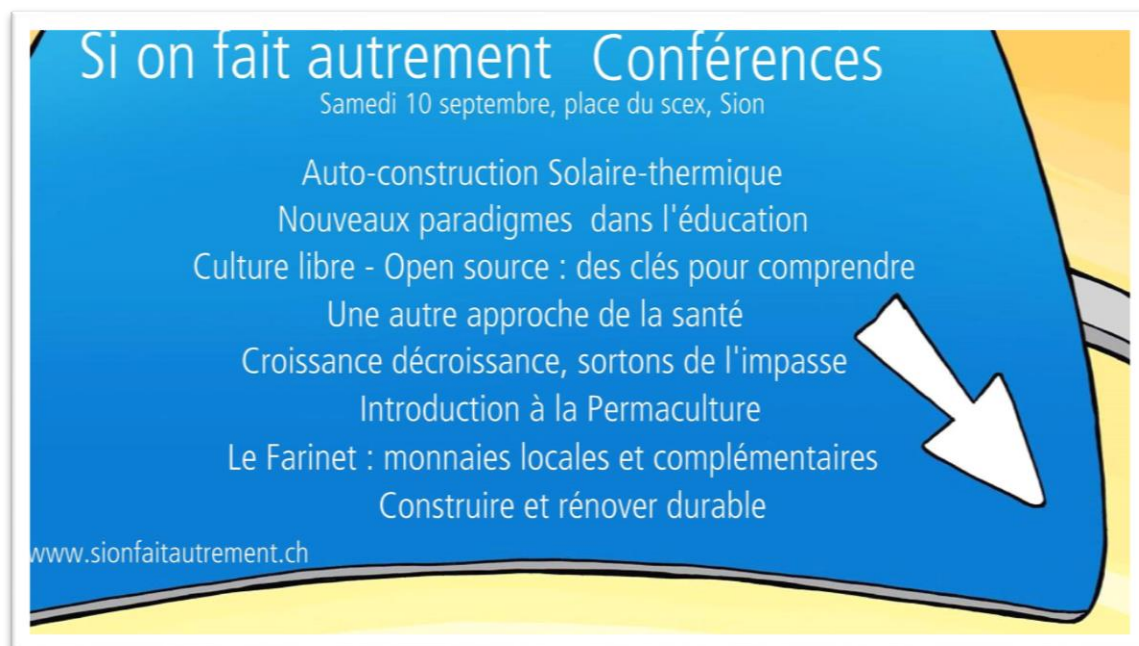 Si on fait autrement Conférences
Samedi 10 septembre, place du scex, Sion
Auto-construction Solaire-thermique
Nouveaux paradigmes dans l'éducation
Culture libre - Open source : des clés pour comprendre
Une autre approche de la santé
Croissance décroissance, sortons de l'impasse
Introduction à la Permaculture
Le Farinet : monnaies locales et complémentaires
Construire et rénover durable
www.sionfaitautrement.ch